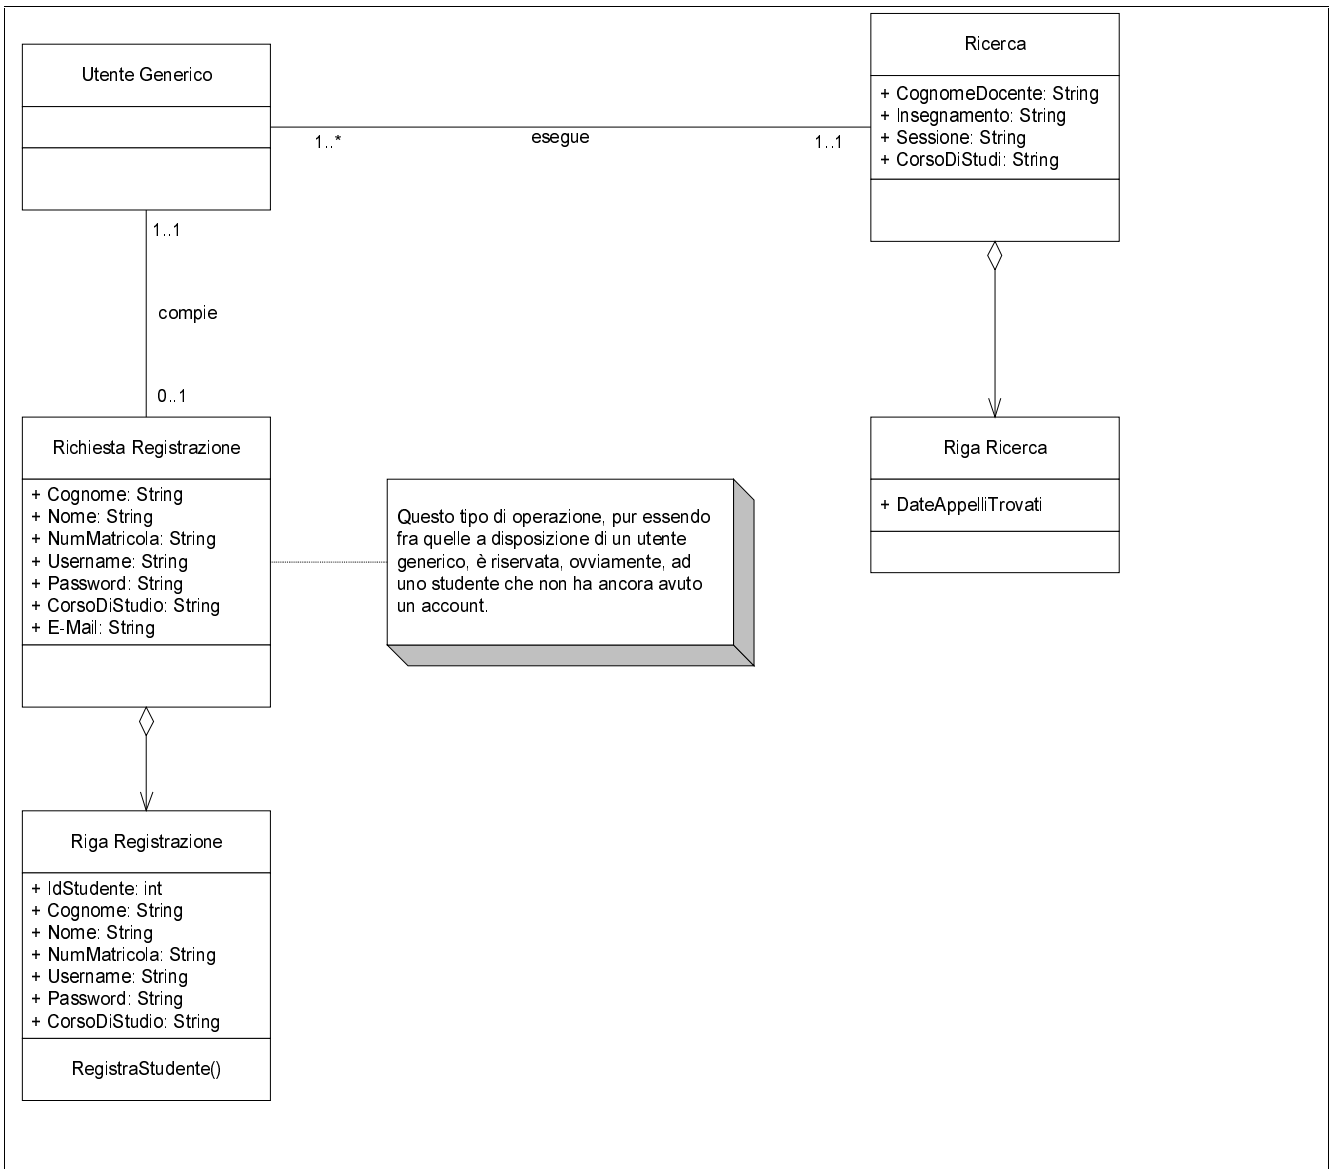 Utente Generico
Ricerca
+ CognomeDocente: String
+ Insegnamento: String
+ Sessione: String
+ CorsoDiStudi: String
1..*
esegue
1..1
1..1
compie
0..1
Richiesta Registrazione
+ Cognome: String
+ Nome: String
+ NumMatricola: String
+ Username: String
+ Password: String
+ CorsoDiStudio: String
+ E-Mail: String
Questo tipo di operazione, pur essendo
fra quelle a disposizione di un utente
generico, è riservata, ovviamente, ad
uno studente che non ha ancora avuto
un account.
Riga Ricerca
+ DateAppelliTrovati
Riga Registrazione
+ IdStudente: int
+ Cognome: String
+ Nome: String
+ NumMatricola: String
+ Username: String
+ Password: String
+ CorsoDiStudio: String
RegistraStudente()